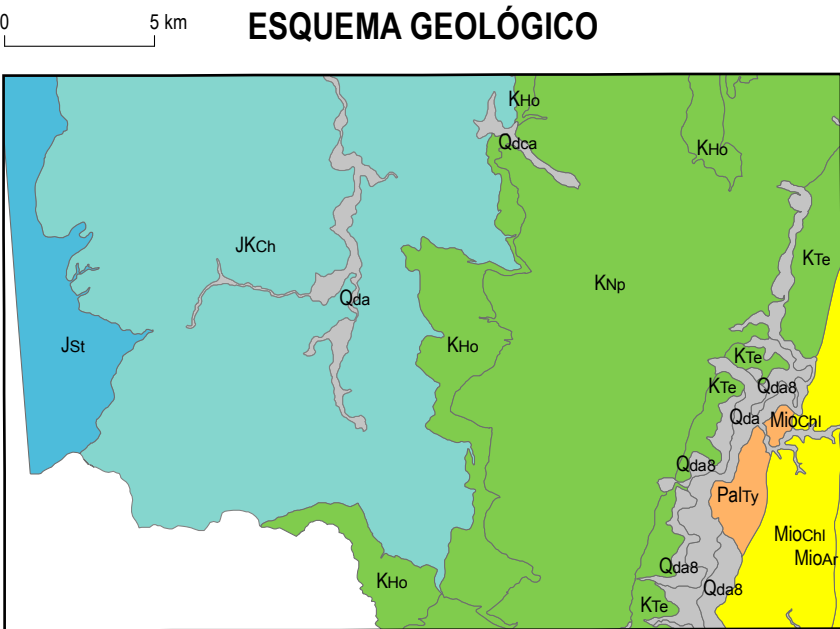 0 5 km
ESQUEMA GEOLÓGICO
KHo
Qdca
KHo
JKCh
KTe
KNp
Qda
JSt
KHo
KTe
KTe
Qda8
Qda
MioChl
Qda8
PalTy
MioChl
MioAr
Qda8
KHo
Qda8
KTe